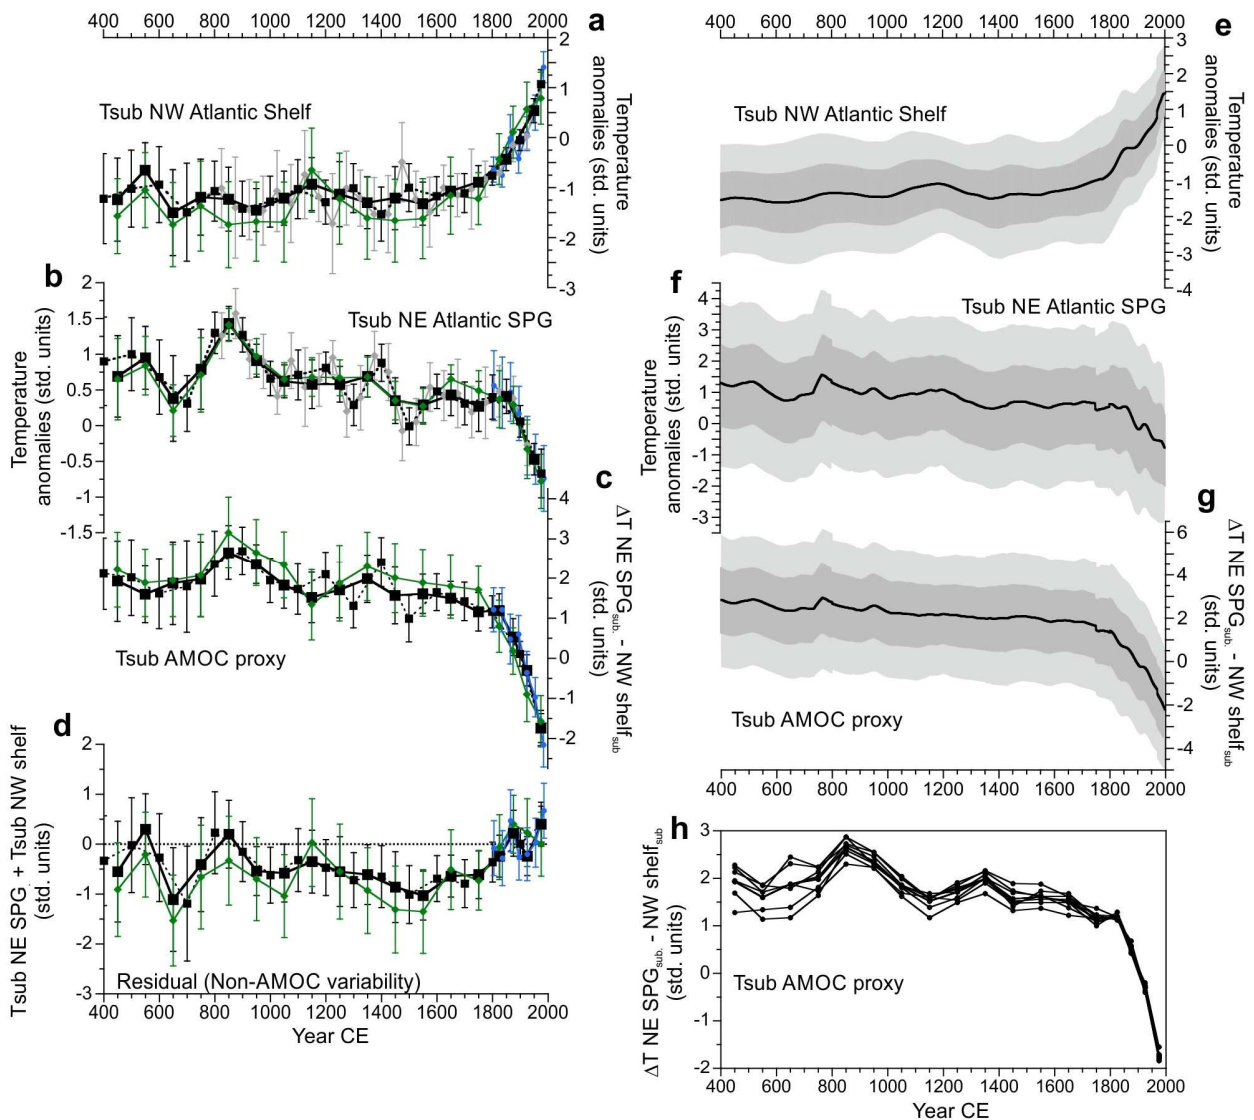 400 600 800 1000 1200 1400 1600 1800 2000
a
2
1
0
-1
-2
-3
Temperature
anomalies (std. units)
Tsub NW Atlantic Shelf
b
2
1.5
1
0.5
0
-0.5
-1
-1.5
Temperature
anomalies (std. units)
Tsub NE Atlantic SPG
c
4
3
2
1
0
-1
-2
ΔT NE SPGsub. - NW shelfsub
(std. units)
Tsub AMOC proxy
d
2
1
0
-1
-2
-3
Tsub NE SPG + Tsub NW shelf
(std. units)
Residual (Non-AMOC variability)
400 600 800 1000 1200 1400 1600 1800 2000
Year CE
400 600 800 1000 1200 1400 1600 1800 2000
e
3
2
1
0
-1
-2
-3
-4
Temperature
anomalies (std. units)
Tsub NW Atlantic Shelf
f
4
3
2
1
0
-1
-2
-3
Temperature
anomalies (std. units)
Tsub NE Atlantic SPG
g
6
4
2
0
-2
-4
ΔT NE SPGsub. - NW shelfsub
(std. units)
Tsub AMOC proxy
400 600 800 1000 1200 1400 1600 1800 2000
h
3
2
1
0
-1
-2
ΔT NE SPGsub. - NW shelfsub
(std. units)
Tsub AMOC proxy
400 600 800 1000 1200 1400 1600 1800 2000
Year CE